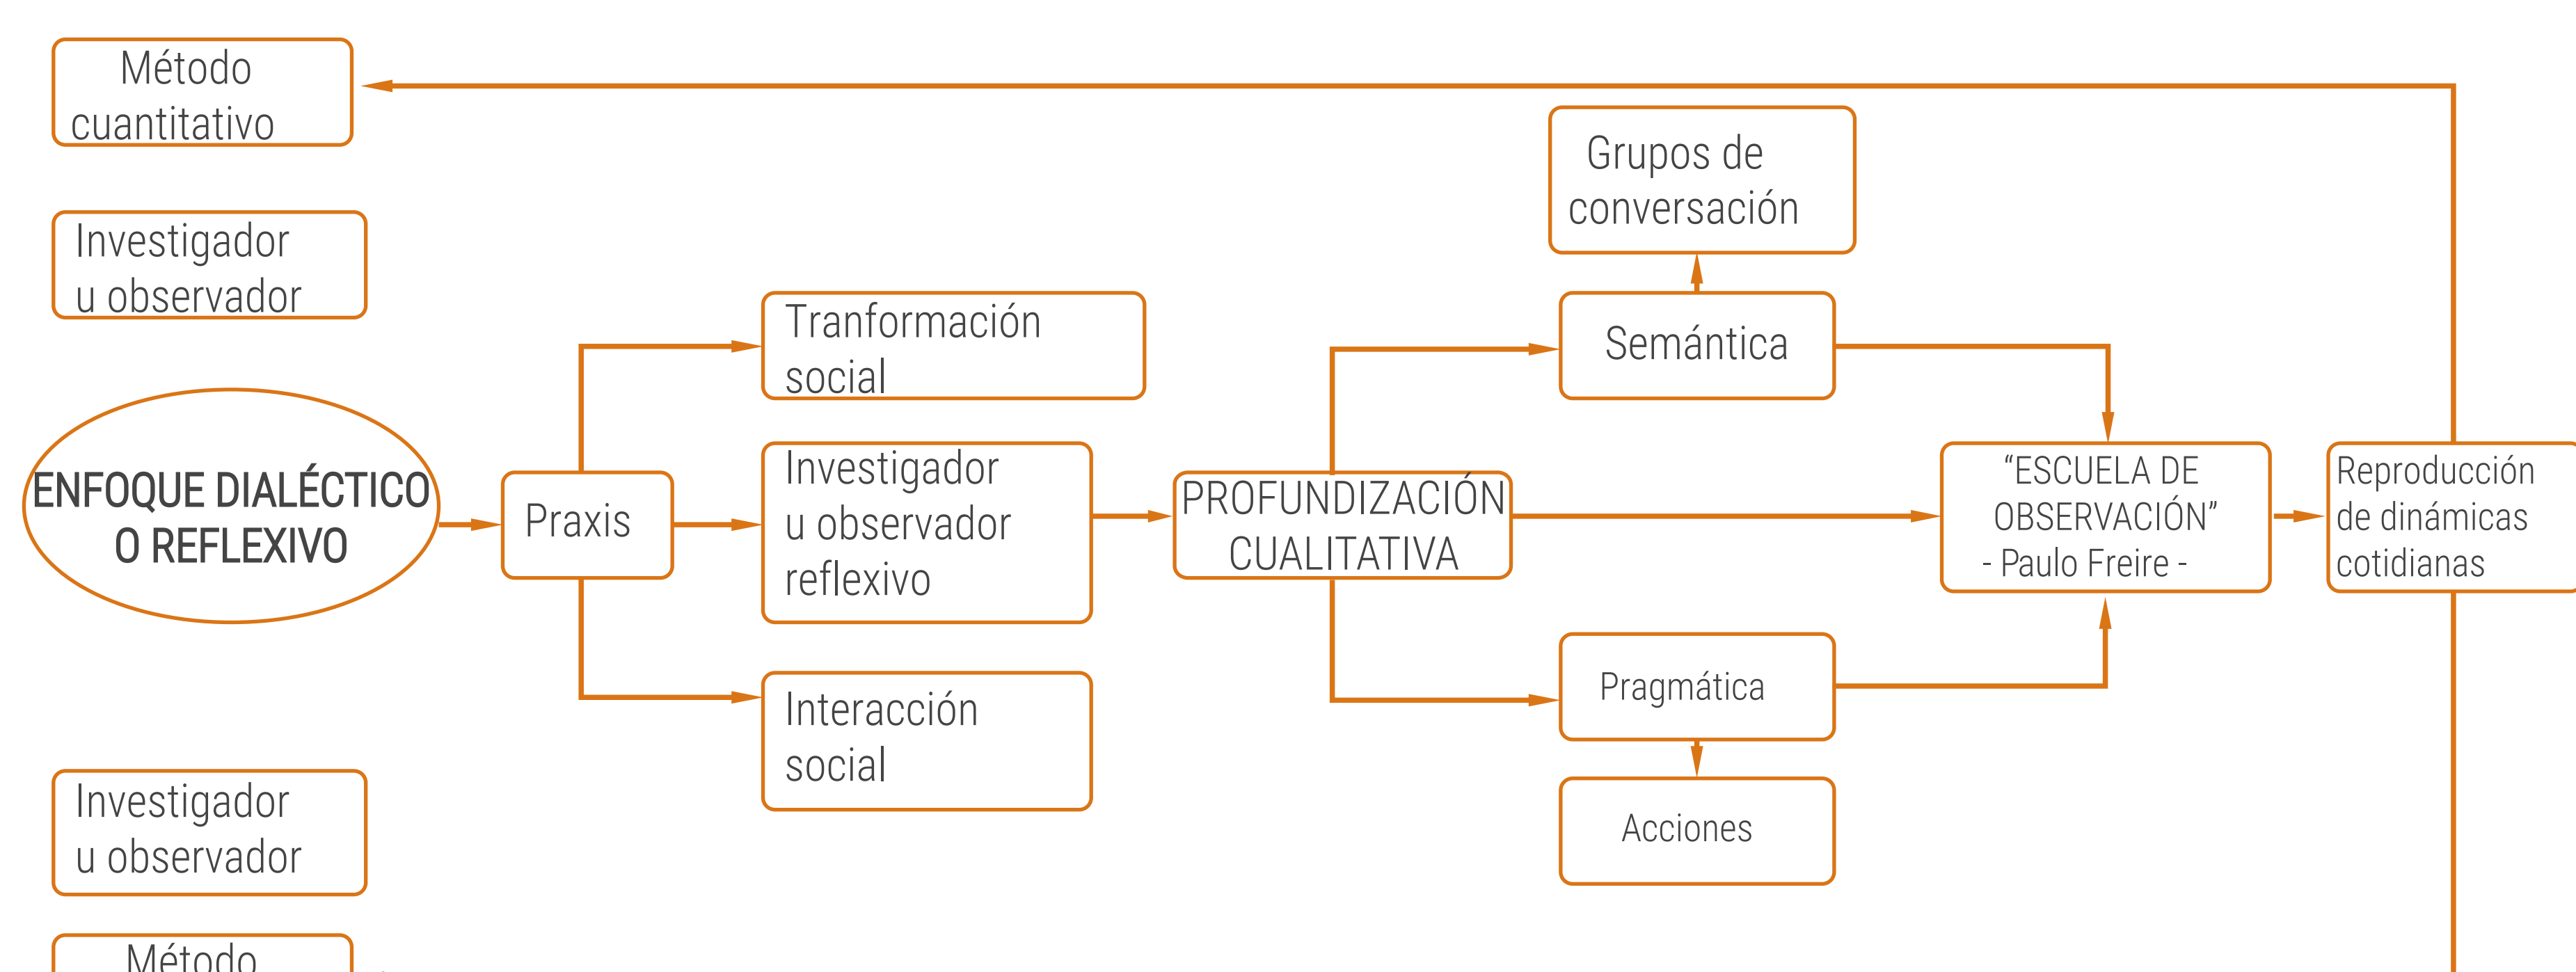 Método
cuantitativo
Investigador
u observador
ENFOQUE DIALÉCTICO
O REFLEXIVO
Investigador
u observador
Método
Praxis
Tranformación
social
Investigador
u observador
reflexivo
Interacción
social
PROFUNDIZACIÓN
CUALITATIVA
Grupos de
conversación
Semántica
Pragmática
Acciones
“ESCUELA DE
OBSERVACIÓN”
- Paulo Freire -
Reproducción
de dinámicas
cotidianas